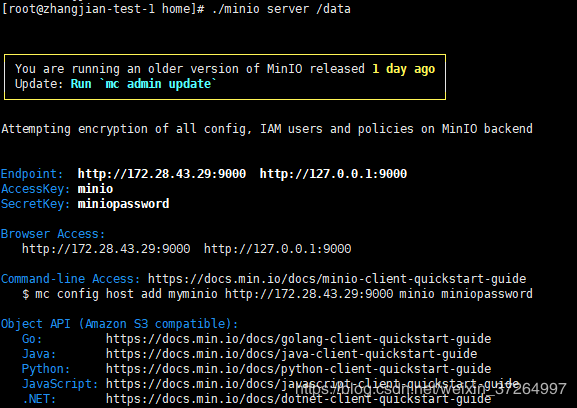 [root@zhangjian-test-1 home]# ./minio server /data
You are running an older version of MinIO released 1 day ago
Update: Run `mc admin update`
Attempting encryption of all config, IAM users and policies on MinIO backend
Endpoint:  http://172.28.43.29:9000  http://127.0.0.1:9000
AccessKey: minio
SecretKey: miniopassword
Browser Access:
http://172.28.43.29:9000  http://127.0.0.1:9000
Command-line Access: https://docs.min.io/docs/minio-client-quickstart-guide
$ mc config host add myminio http://172.28.43.29:9000 minio miniopassword
Object API (Amazon S3 compatible):
Go:         https://docs.min.io/docs/golang-client-quickstart-guide
Java:       https://docs.min.io/docs/java-client-quickstart-guide
Python:     https://docs.min.io/docs/python-client-quickstart-guide
JavaScript: https://docs.min.io/docs/javascript-client-quickstart-guide
.NET:       https://docs.min.io/docs/dotnet-client-quickstart-guide
https://blog.csdn.net/weixin_37264997